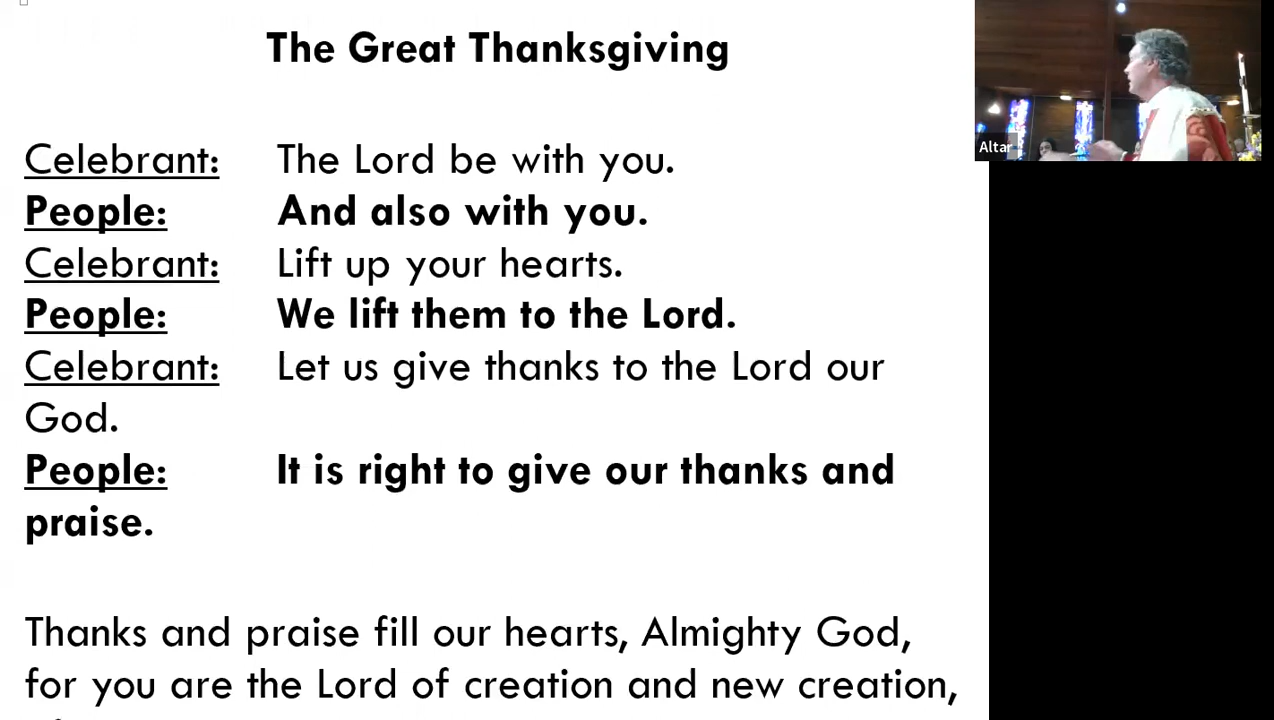 The Great Thanksgiving
Celebrant: The Lord be with you.
People: And also with you.
Celebrant: Lift up your hearts.
People: We lift them to the Lord.
Celebrant: Let us give thanks to the Lord our
God.
People: It is right to give our thanks and
praise.
Thanks and praise fill our hearts, Almighty God,
for you are the Lord of creation and new creation,
Altar